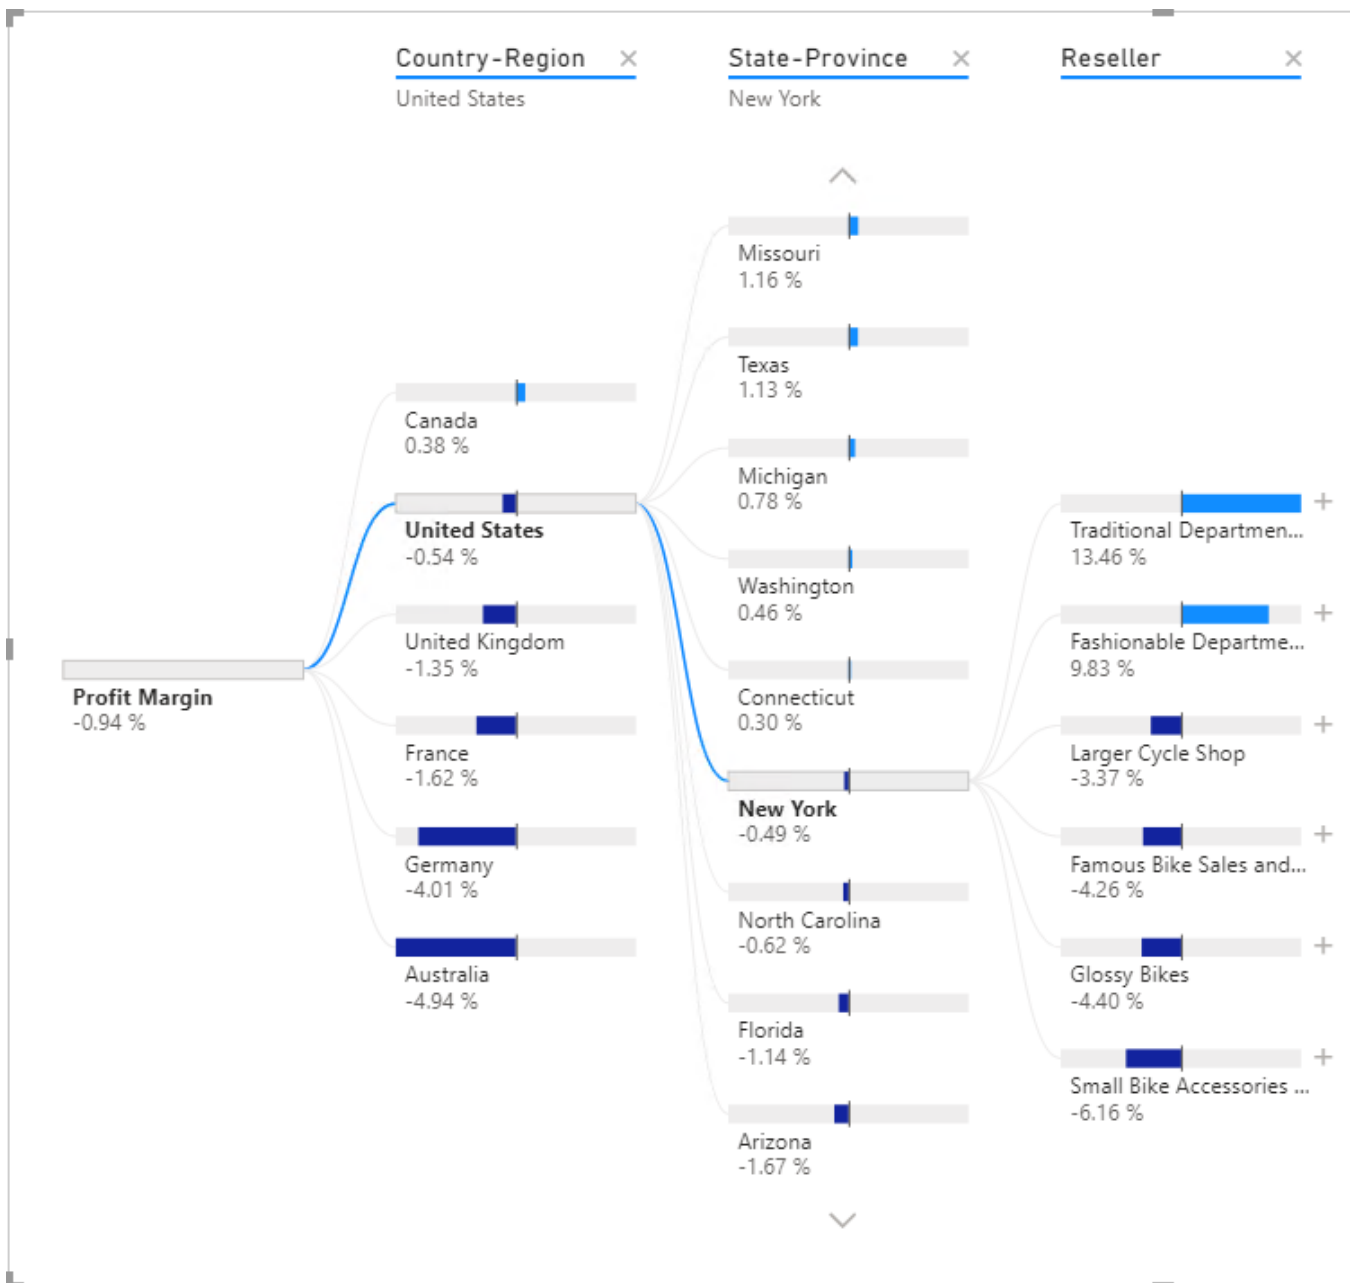 Country-Region
United States
State-Province
New York
Reseller
Profit Margin
-0.94 %
Canada
0.38 %
United States
-0.54 %
United Kingdom
-1.35 %
France
-1.62 %
Germany
-4.01 %
Australia
-4.94 %
Missouri
1.16 %
Texas
1.13 %
Michigan
0.78 %
Washington
0.46 %
Connecticut
0.30 %
New York
-0.49 %
North Carolina
-0.62 %
Florida
-1.14 %
Arizona
-1.67 %
Traditional Departmen...
13.46 %
Fashionable Departme...
9.83 %
Larger Cycle Shop
-3.37 %
Famous Bike Sales and...
-4.26 %
Glossy Bikes
-4.40 %
Small Bike Accessories ...
-6.16 %